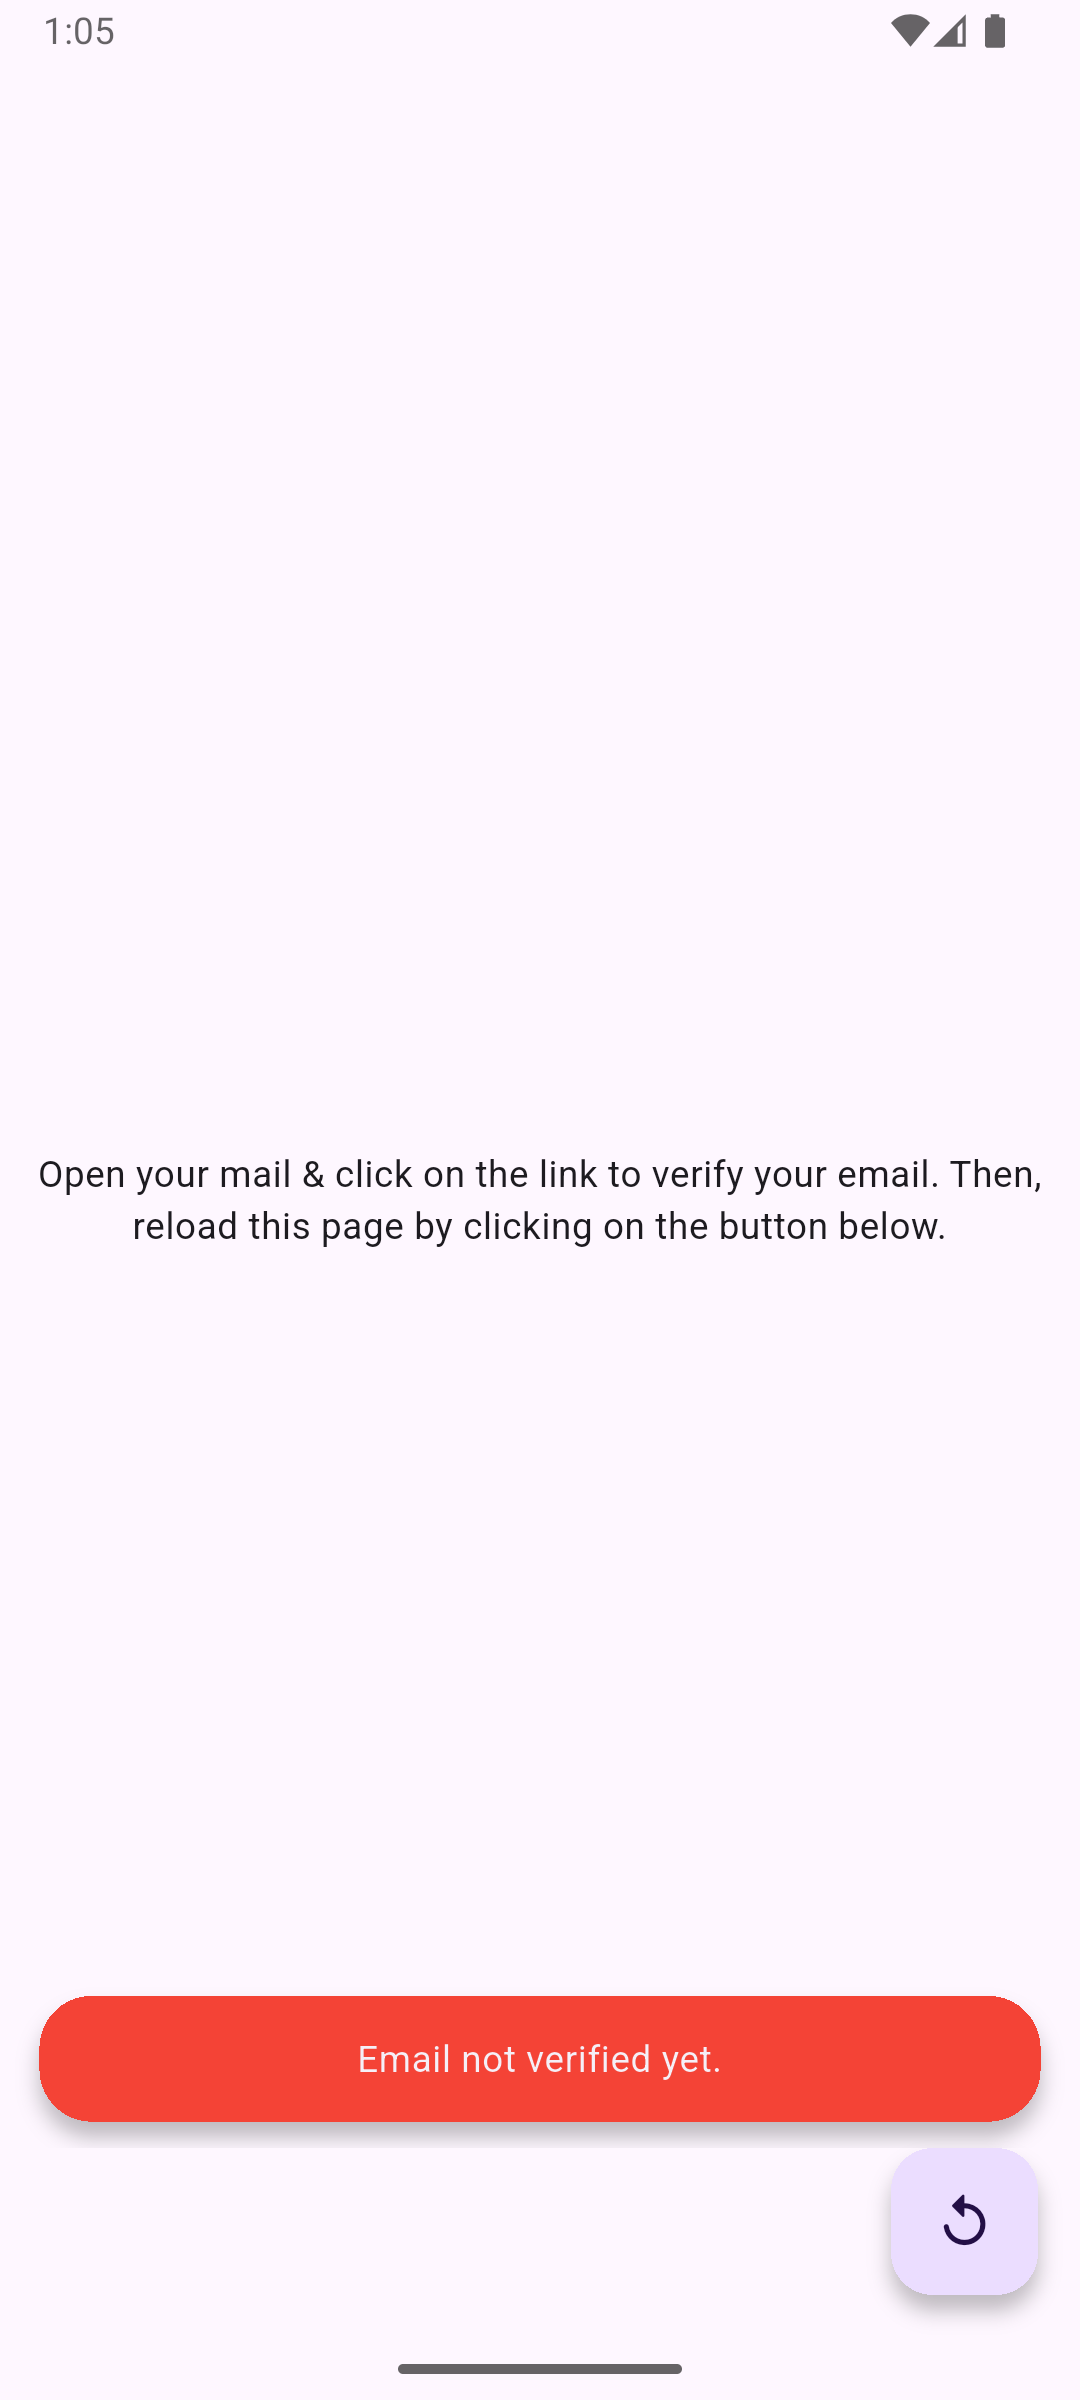 1:05
Open your mail & click on the link to verify your email. Then,
reload this page by clicking on the button below.
Email not verified yet.